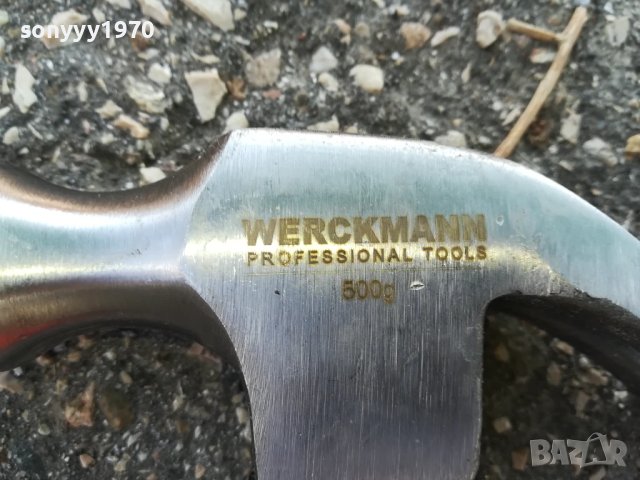 sonyyy1970
WERCKMANN
PROFESSIONAL TOOLS
500g
BAZAR